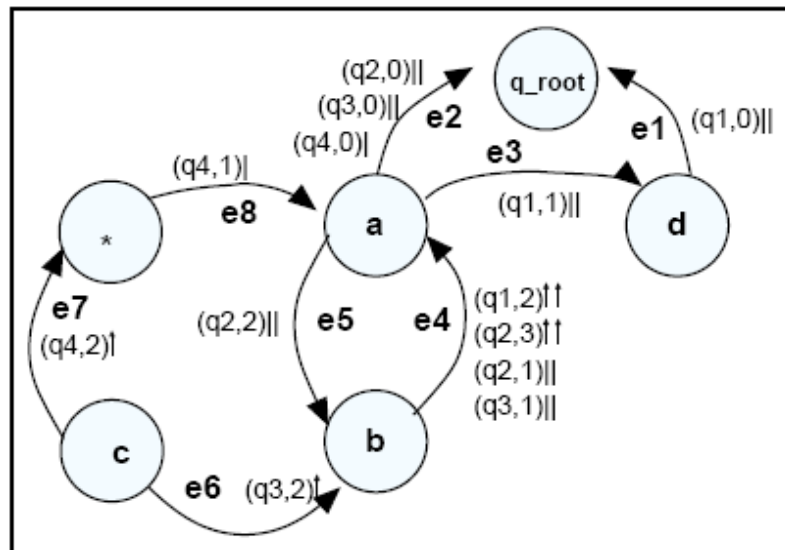 (q2,0)||
(q3,0)||
(q4,0)|
e2
q_root
e1
(q1,0)||
e3
(q1,1)||
(q4,1)|
e8
*
a
d
e7
(q4,2)↑
(q2,2)||
e5
e4
(q1,2)↑↑
(q2,3)↑↑
(q2,1)||
(q3,1)||
c
b
e6
(q3,2)↑